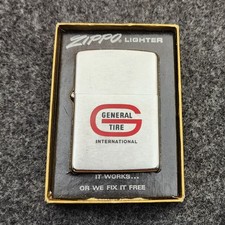 ZIPPO LIGHTER
GENERAL
TIRE
INTERNATIONAL
IT WORKS...
OR WE FIX IT FREE